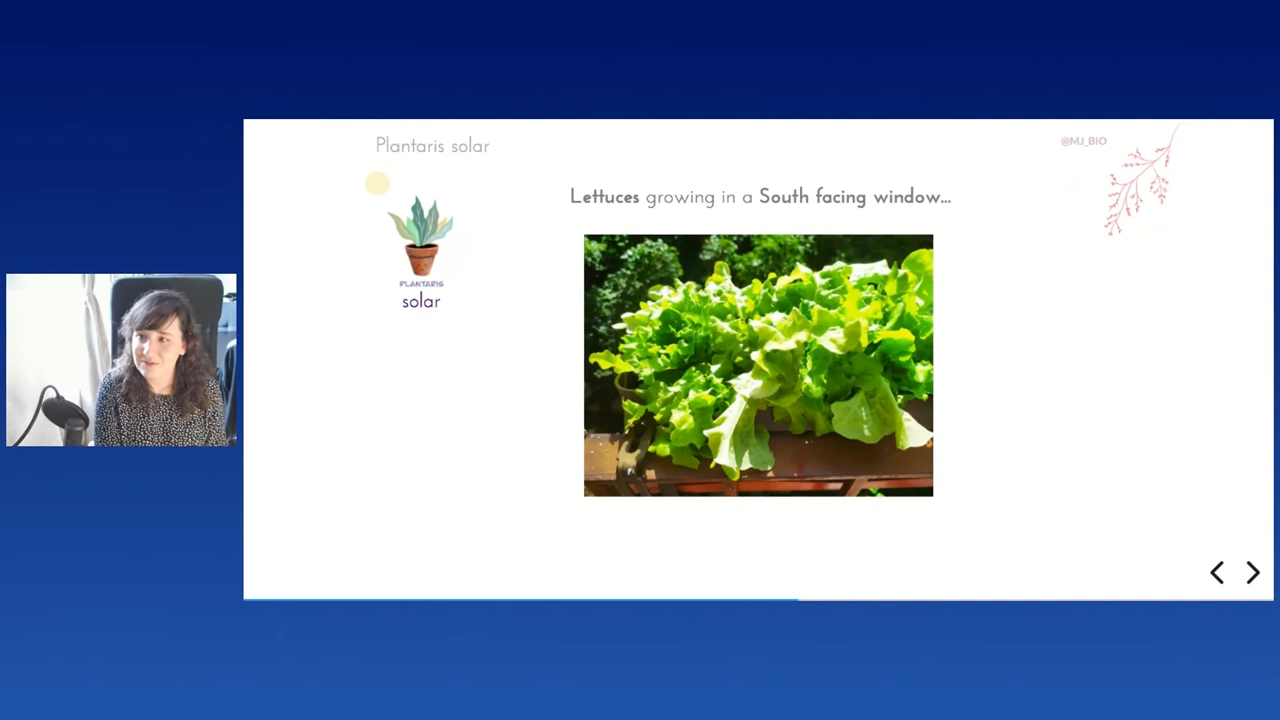 Plantaris solar
@MJ_BIO
Lettuces growing in a South facing window...
PLANTARIS
solar